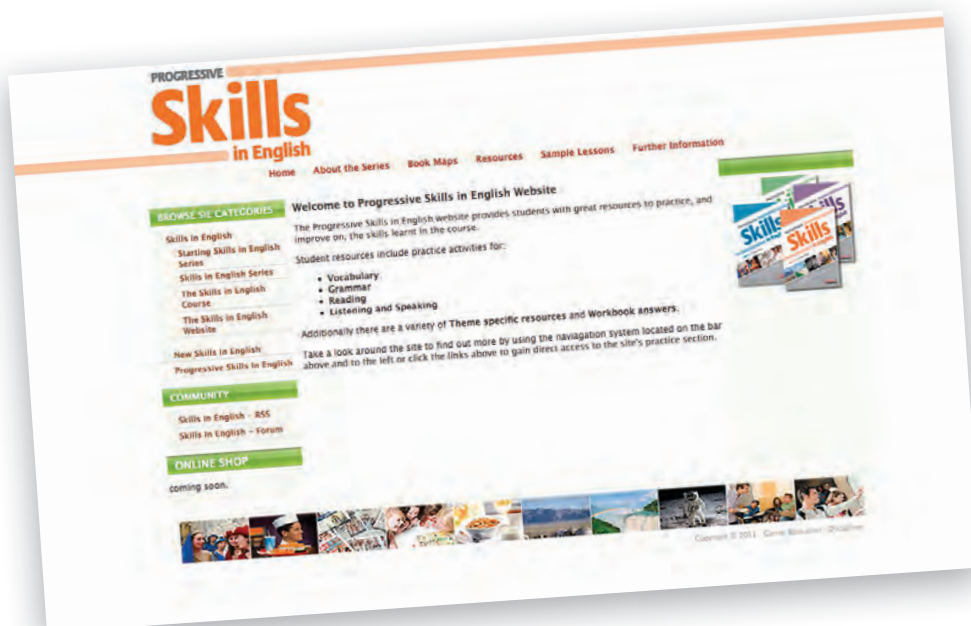 PROGRESSIVE
Skills
in English
Home About the Series Book Maps Resources Sample Lessons Further Information
BROWSE SIE CATEGORIES
Skills in English
Starting Skills in English
Series
Skills in English Series
The Skills in English
Course
The Skills in English
Website
New Skills in English
Progressive Skills in English
COMMUNITY
Skills in English - RSS
Skills in English - Forum
ONLINE SHOP
coming soon.
Welcome to Progressive Skills in English Website
The Progressive Skills in English website provides students with great resources to practice, and
improve on, the skills learnt in the course.
Student resources include practice activities for:
• Vocabulary
• Grammar
• Reading
• Listening and Speaking
Additionally there are a variety of Theme specific resources and Workbook answers.
Take a look around the site to find out more by using the naviagation system located on the bar
above and to the left or click the links above to gain direct access to the site's practice section.
Skills
Skills
Copyright © 2011 Garnet Education | Disclaimer